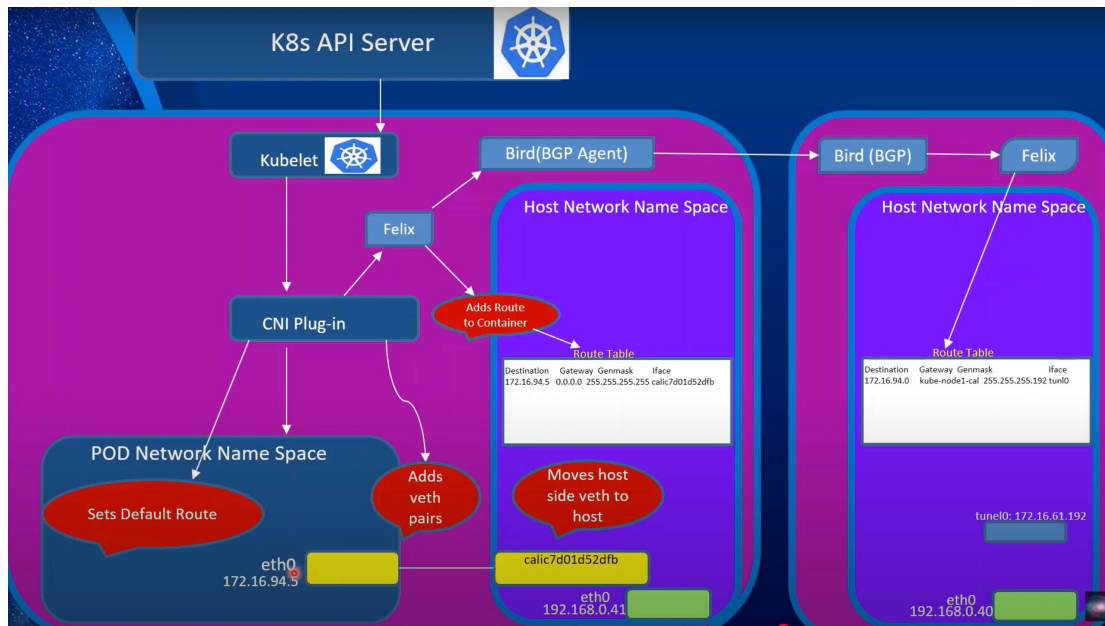 K8s API Server
Kubelet
Bird(BGP Agent)
Bird (BGP)
Felix
Host Network Name Space
Host Network Name Space
Felix
CNI Plug-in
Adds Route
to Container
Route Table
Destination Gateway Genmask Iface
172.16.94.5 0.0.0.0 255.255.255.255 calic7d01d52dfb
Route Table
Destination Gateway Genmask Iface
172.16.94.0 kube-node1-cal 255.255.255.192 tunl0
POD Network Name Space
Sets Default Route
Adds
veth
pairs
Moves host
side veth to
host
eth0
172.16.94.5
calic7d01d52dfb
eth0
192.168.0.41
tunel0: 172.16.61.192
eth0
192.168.0.40